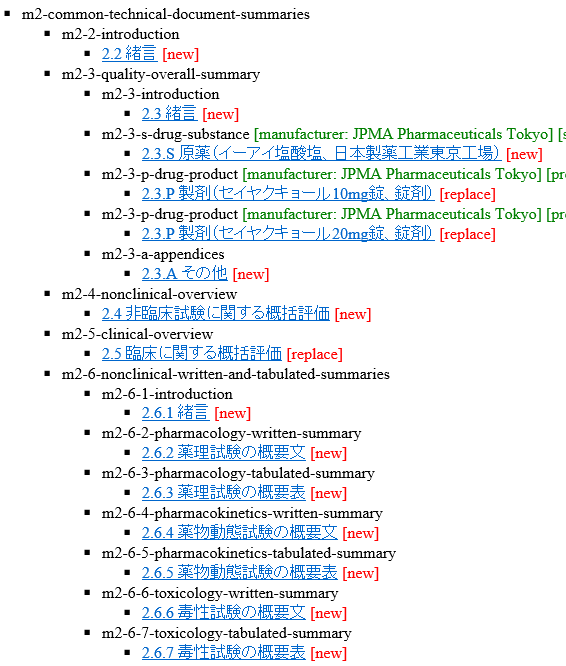 m2-common-technical-document-summaries
m2-2-introduction
2.2 緒言 [new]
m2-3-quality-overall-summary
m2-3-introduction
2.3 緒言 [new]
m2-3-s-drug-substance [manufacturer: JPMA Pharmaceuticals Tokyo] [s
2.3.S 原薬（イーアイ塩酸塩、日本製薬工業東京工場） [new]
m2-3-p-drug-product [manufacturer: JPMA Pharmaceuticals Tokyo] [pro
2.3.P 製剤（セイヤクキョール10mg錠、錠剤） [replace]
m2-3-p-drug-product [manufacturer: JPMA Pharmaceuticals Tokyo] [pro
2.3.P 製剤（セイヤクキョール20mg錠、錠剤） [replace]
m2-3-a-appendices
2.3.A その他 [new]
m2-4-nonclinical-overview
2.4 非臨床試験に関する概括評価 [new]
m2-5-clinical-overview
2.5 臨床に関する概括評価 [replace]
m2-6-nonclinical-written-and-tabulated-summaries
m2-6-1-introduction
2.6.1 緒言 [new]
m2-6-2-pharmacology-written-summary
2.6.2 薬理試験の概要文 [new]
m2-6-3-pharmacology-tabulated-summary
2.6.3 薬理試験の概要表 [new]
m2-6-4-pharmacokinetics-written-summary
2.6.4 薬物動態試験の概要文 [new]
m2-6-5-pharmacokinetics-tabulated-summary
2.6.5 薬物動態試験の概要表 [new]
m2-6-6-toxicology-written-summary
2.6.6 毒性試験の概要文 [new]
m2-6-7-toxicology-tabulated-summary
2.6.7 毒性試験の概要表 [new]